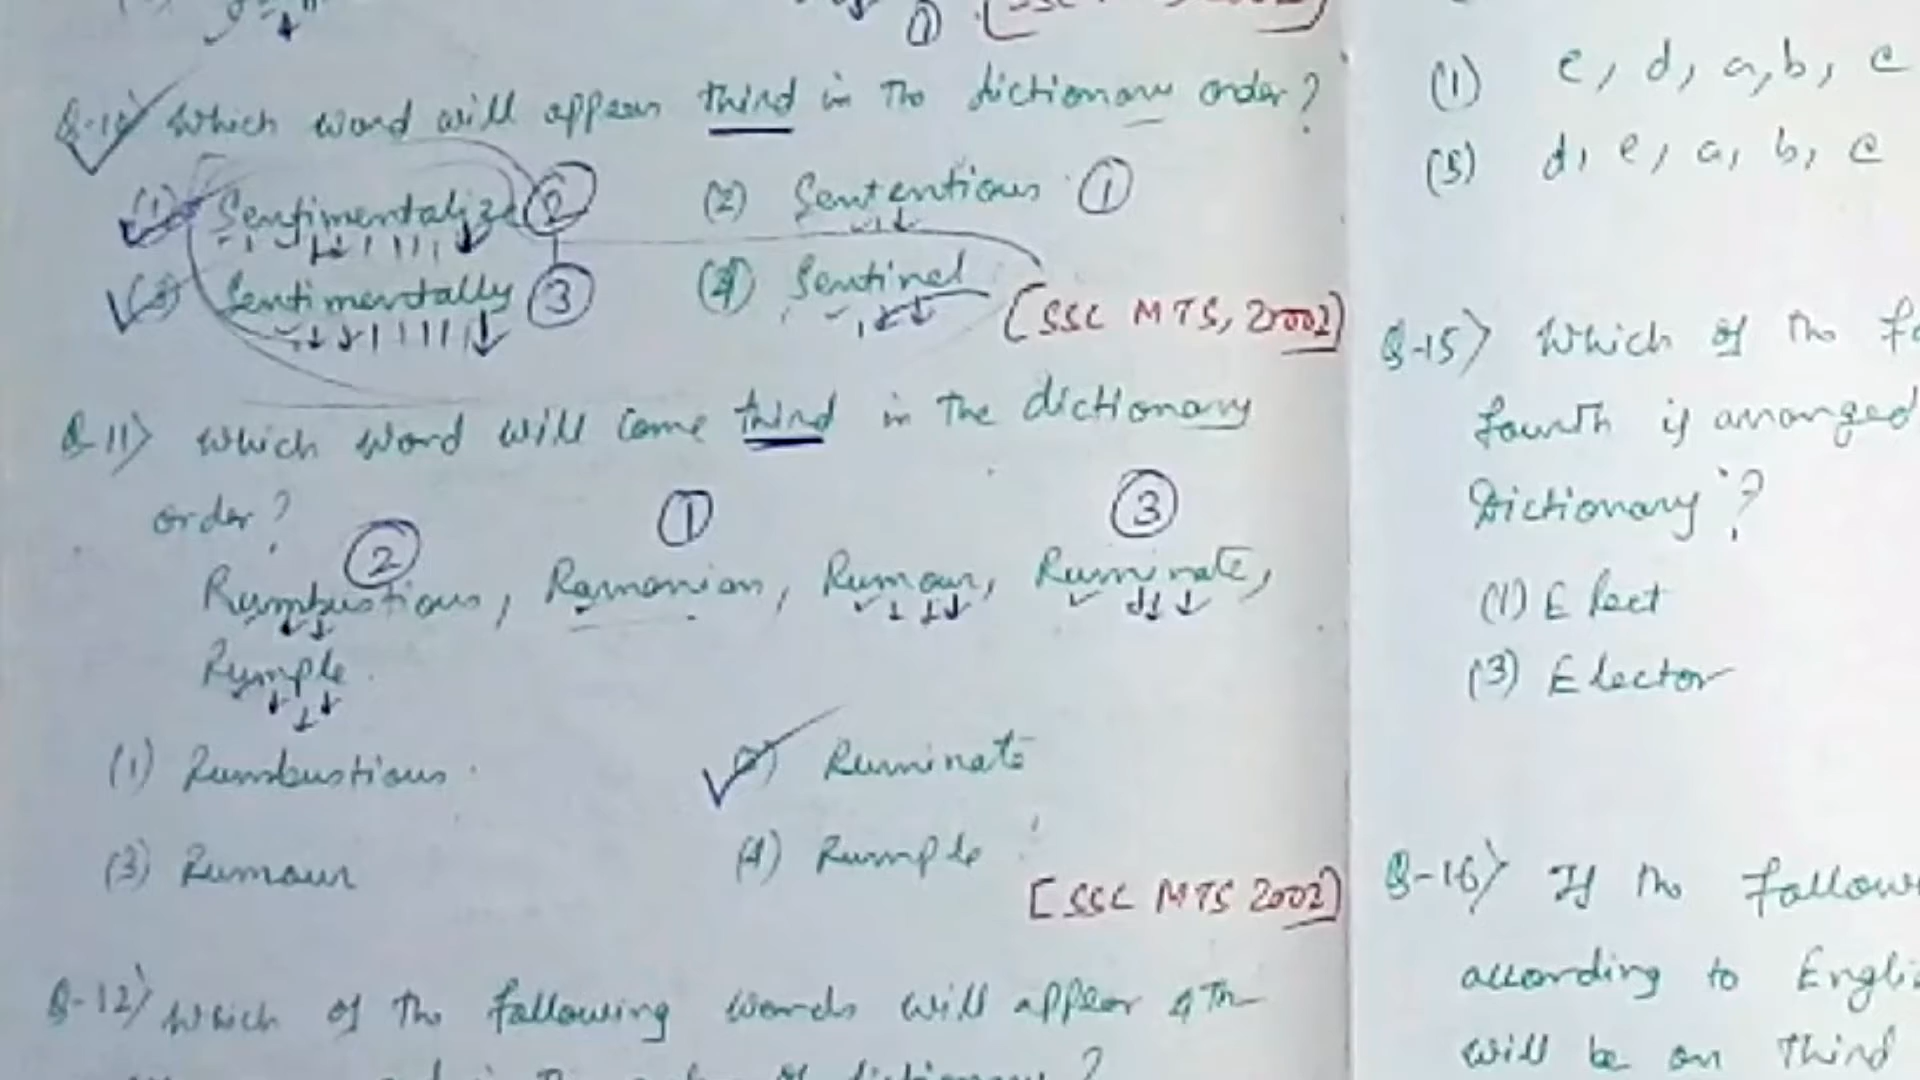 ①
Q-10) Which word will appear third in The dictionary order?
(1) Sentimentalize ② (2) Sententious ①
(3) Sentimentally ③ (4) Sentinel
[SSC MTS, 2002]
Q-11) Which word will come third in The dictionary
order?
② ① ③
Rumbustious, Romanian, Rumour, Ruminate,
Rumple.
(1) Rumbustious (2) Ruminate
(3) Rumour (4) Rumple
[SSC MTS 2002]
Q-12) Which of The following words will appear 4Th
dictionary?
(1) e, d, a, b, c
(3) d, e, a, b, c
Q-15) Which of The
fourth if arranged
Dictionary?
(1) Elect
(3) Elector
Q-16) If The
according to
will be on Third